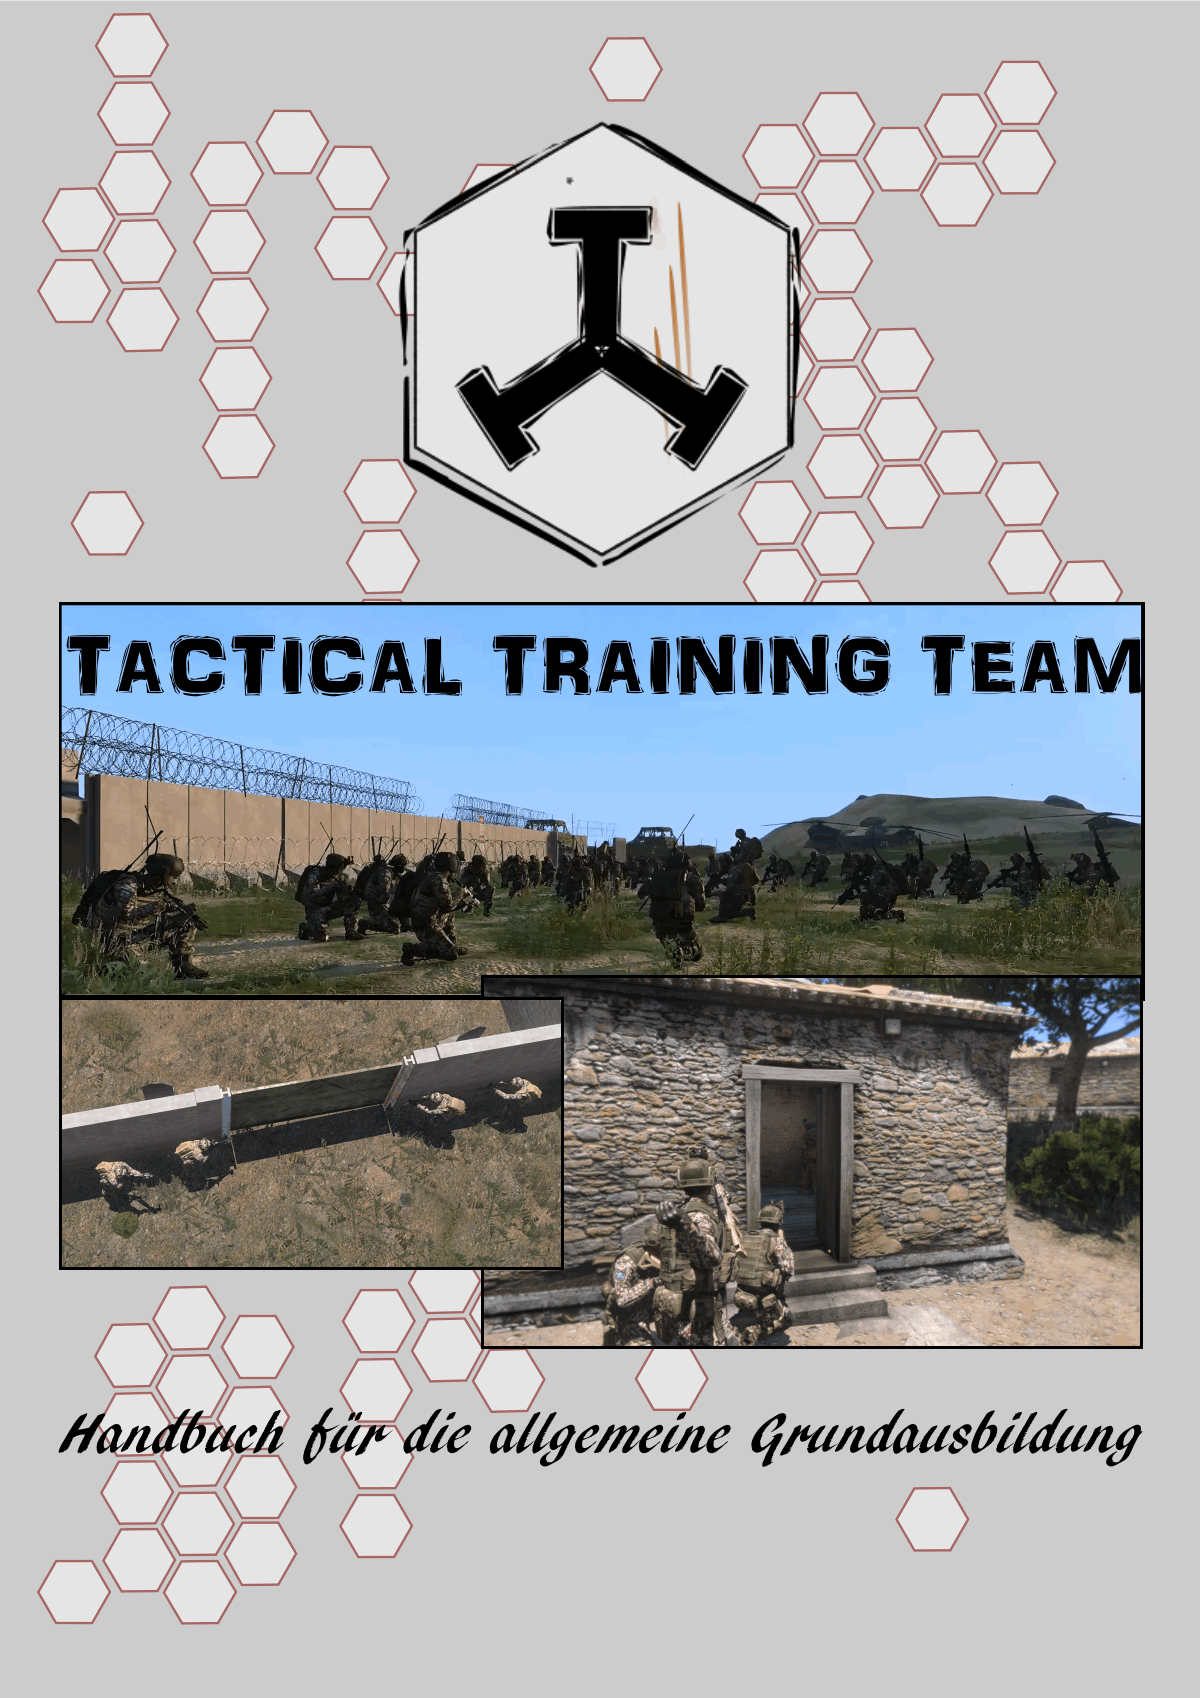 TACTICAL TRAINING TEAM
Handbuch für die allgemeine Grundausbildung